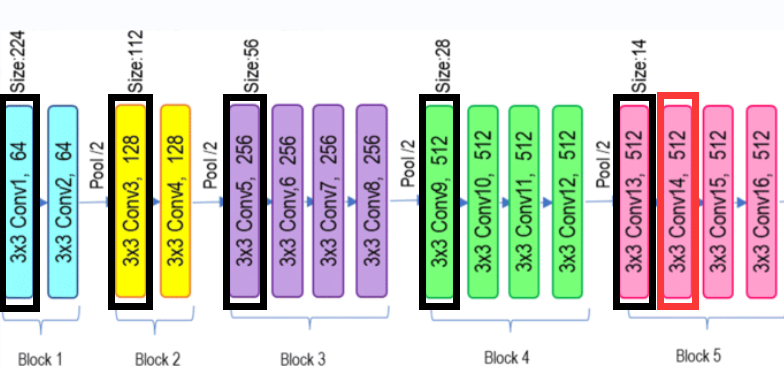 Size:224
3x3 Conv1, 64
3x3 Conv2, 64
Pool /2
Size:112
3x3 Conv3, 128
3x3 Conv4, 128
Pool /2
Size:56
3x3 Conv5, 256
3x3 Conv,6 256
3x3 Conv7, 256
3x3 Conv8, 256
Pool /2
Size:28
3x3 Conv9, 512
3x3 Conv10, 512
3x3 Conv11, 512
3x3 Conv12, 512
Pool /2
Size:14
3x3 Conv13, 512
3x3 Conv14, 512
3x3 Conv15, 512
3x3 Conv16, 512
Block 1
Block 2
Block 3
Block 4
Block 5